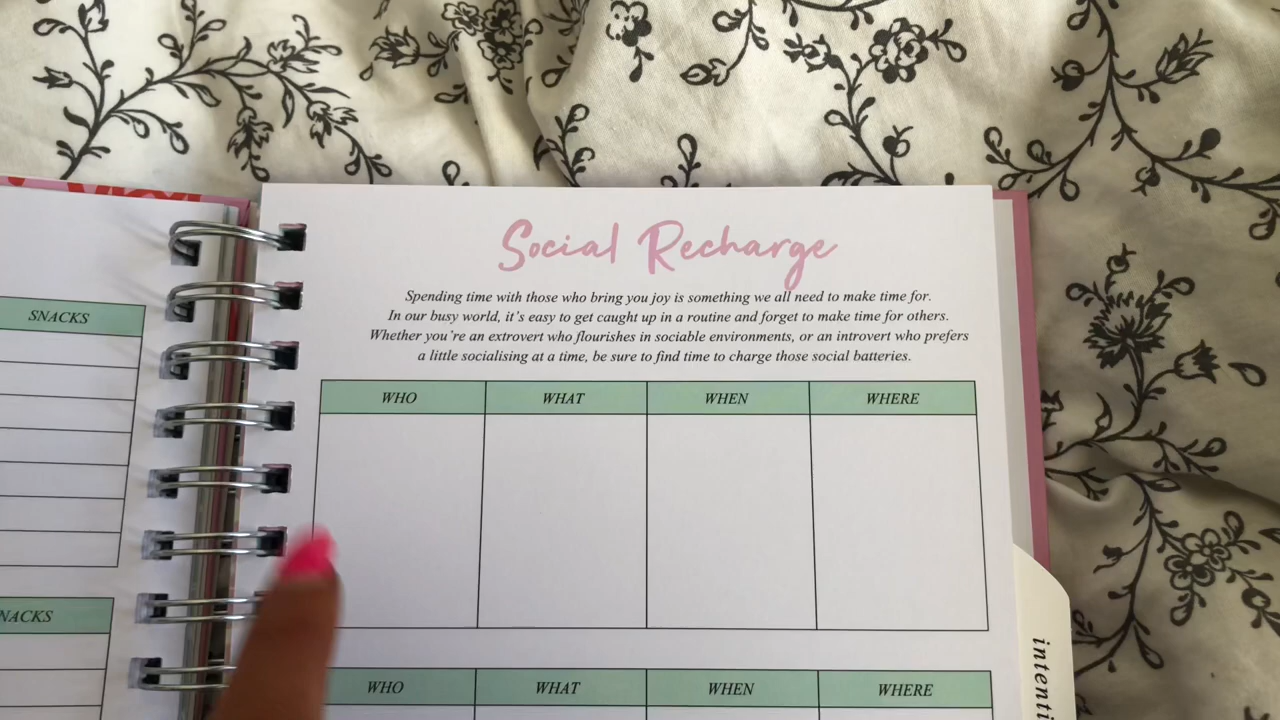 SNACKS
NACKS
Social Recharge
Spending time with those who bring you joy is something we all need to make time for.
In our busy world, it's easy to get caught up in a routine and forget to make time for others.
Whether you're an extrovert who flourishes in sociable environments, or an introvert who prefers
a little socialising at a time, be sure to find time to charge those social batteries.
WHO WHAT WHEN WHERE
WHO WHAT WHEN WHERE
intenti